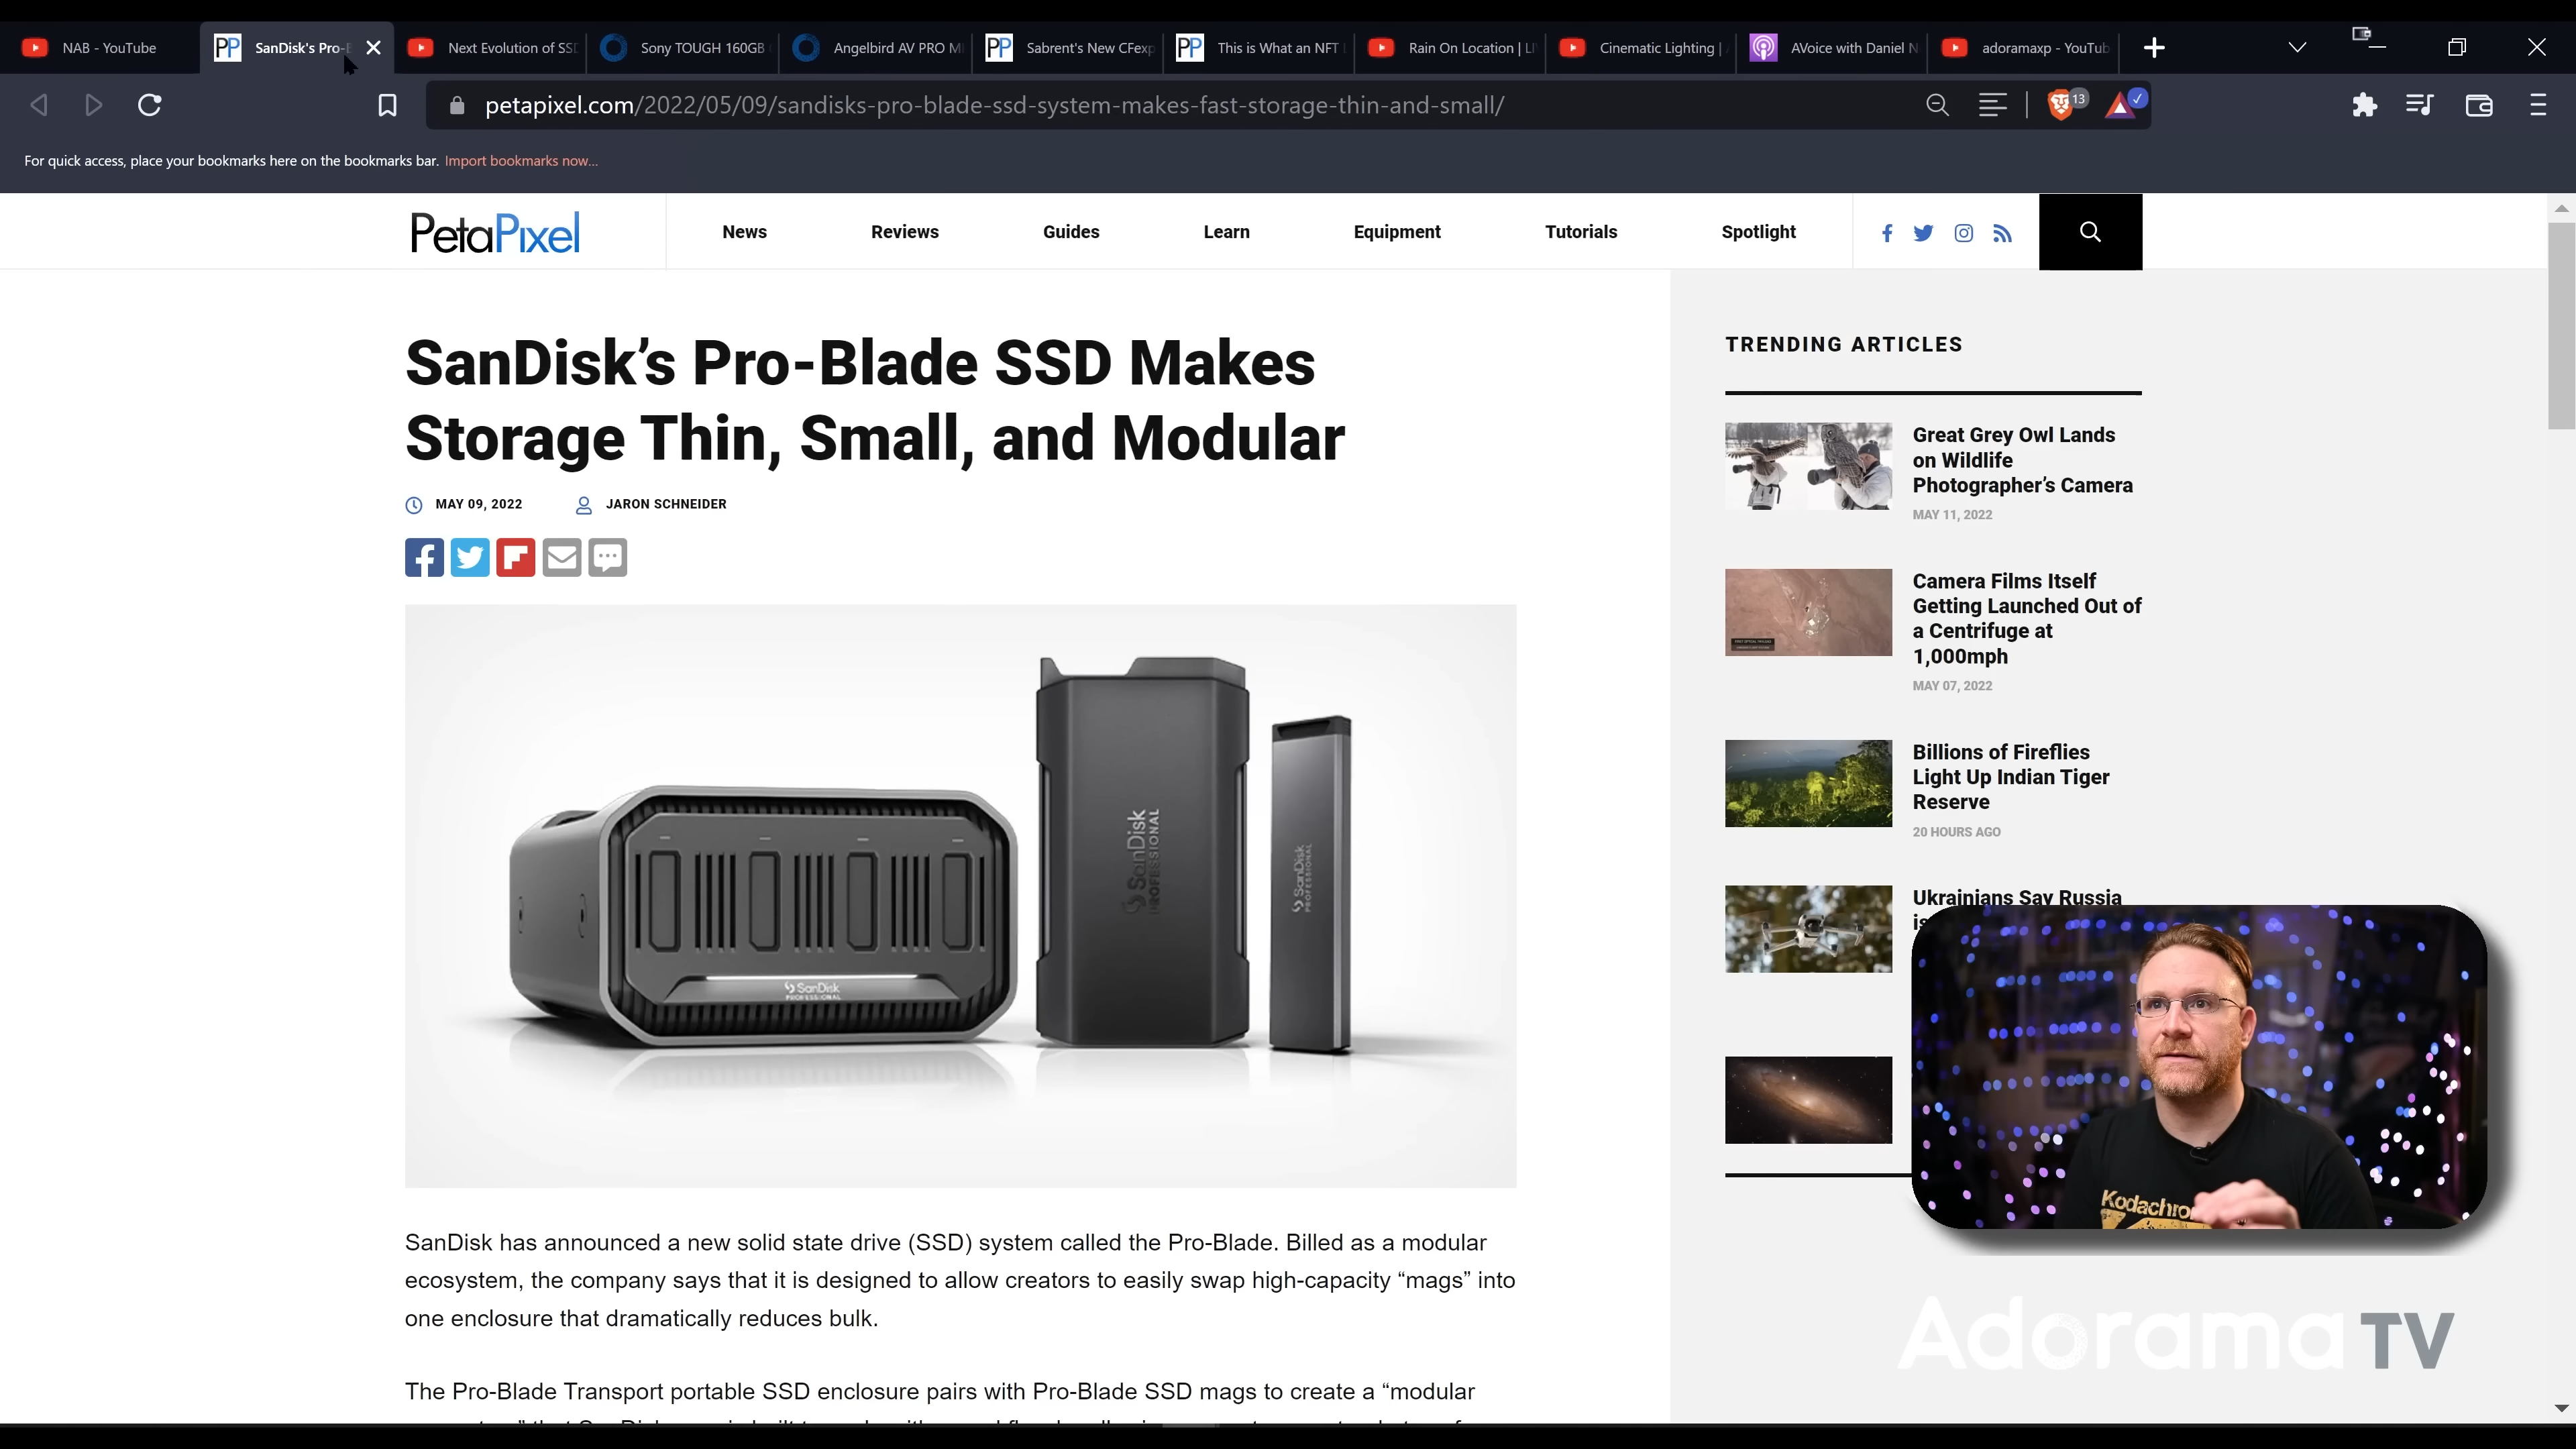 NAB - YouTube
SanDisk's Pro-
Next Evolution of SS
Sony TOUGH 160GB
Angelbird AV PRO M
Sabrent's New CFexp
This is What an NFT
Rain On Location | LI
Cinematic Lighting |
AVoice with Daniel N
adoramaxp - YouTub
petapixel.com/2022/05/09/sandisks-pro-blade-ssd-system-makes-fast-storage-thin-and-small/
13
For quick access, place your bookmarks here on the bookmarks bar. Import bookmarks now...
PetaPixel
News
Reviews
Guides
Learn
Equipment
Tutorials
Spotlight
SanDisk’s Pro-Blade SSD Makes
Storage Thin, Small, and Modular
MAY 09, 2022
JARON SCHNEIDER
SanDisk
PROFESSIONAL
SanDisk
PROFESSIONAL
SanDisk
PROFESSIONAL
SanDisk has announced a new solid state drive (SSD) system called the Pro-Blade. Billed as a modular
ecosystem, the company says that it is designed to allow creators to easily swap high-capacity “mags” into
one enclosure that dramatically reduces bulk.
The Pro-Blade Transport portable SSD enclosure pairs with Pro-Blade SSD mags to create a “modular
TRENDING ARTICLES
Great Grey Owl Lands
on Wildlife
Photographer’s Camera
MAY 11, 2022
Camera Films Itself
Getting Launched Out of
a Centrifuge at
1,000mph
MAY 07, 2022
Billions of Fireflies
Light Up Indian Tiger
Reserve
20 HOURS AGO
Ukrainians Say Russia
is
Kodachro
Adorama TV